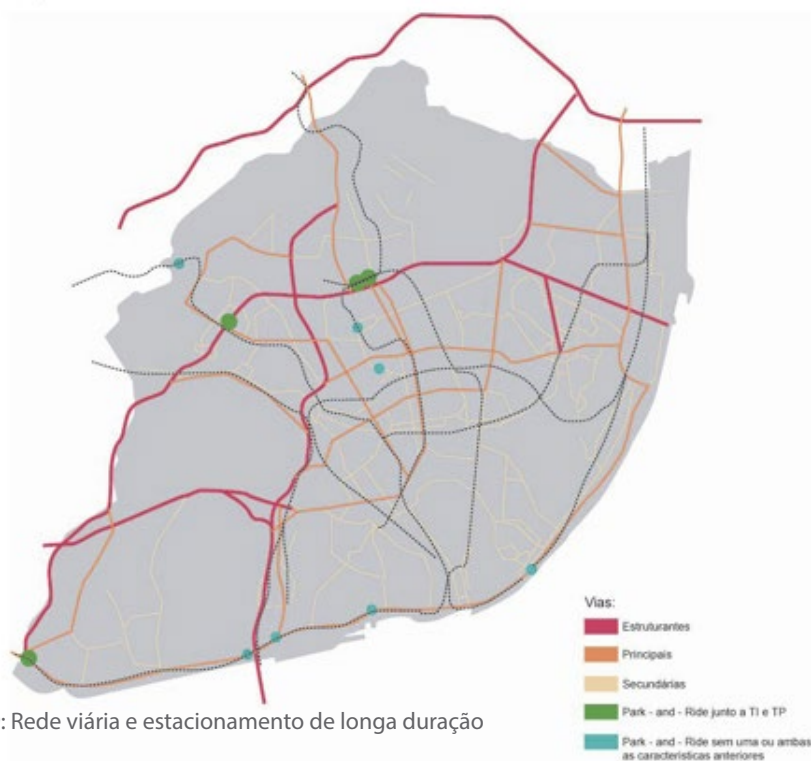 Vias:
Estruturantes
Principais
Secundárias
Park - and - Ride junto a TI e TP
Park - and - Ride sem uma ou ambas
as características anteriores
: Rede viária e estacionamento de longa duração